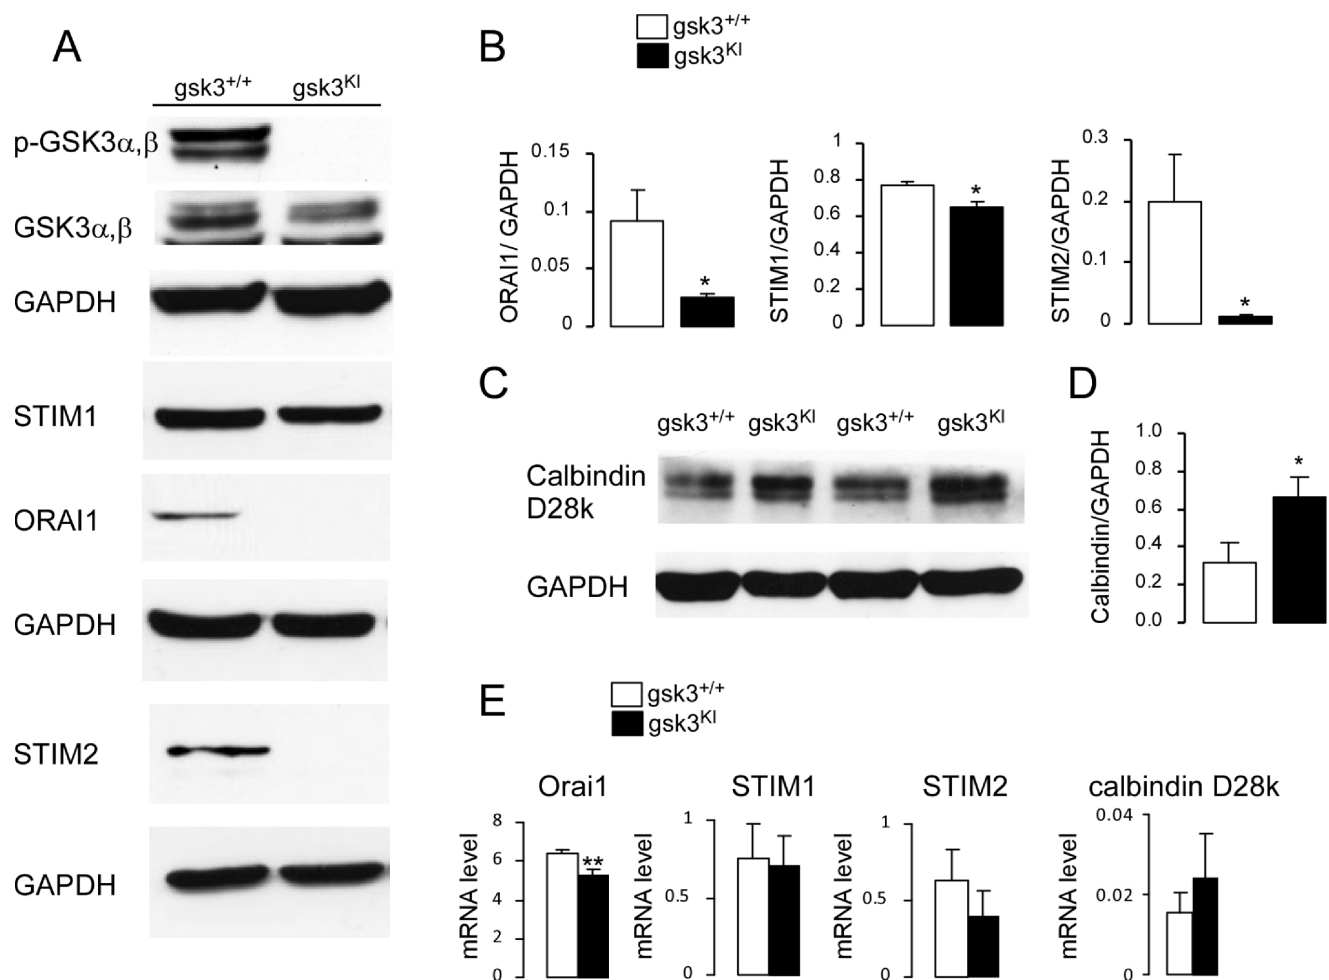 A
gsk3+/+ gsk3KI
p-GSK3α,β
GSK3α,β
GAPDH
STIM1
ORAI1
GAPDH
STIM2
GAPDH
B
gsk3+/+
gsk3KI
ORAI1/ GAPDH
0.15
0.1
0.05
0
*
STIM1/GAPDH
1
0.8
0.6
0.4
0.2
0
*
STIM2/GAPDH
0.3
0.2
0.1
0
*
C
gsk3+/+ gsk3KI gsk3+/+ gsk3KI
Calbindin
D28k
GAPDH
D
Calbindin/GAPDH
1.0
0.8
0.6
0.4
0.2
0.0
*
E
gsk3+/+
gsk3KI
Orai1
mRNA level
8
6
4
2
0
**
STIM1
mRNA level
1
0.5
0
STIM2
mRNA level
1
0.5
0
calbindin D28k
mRNA level
0.04
0.02
0